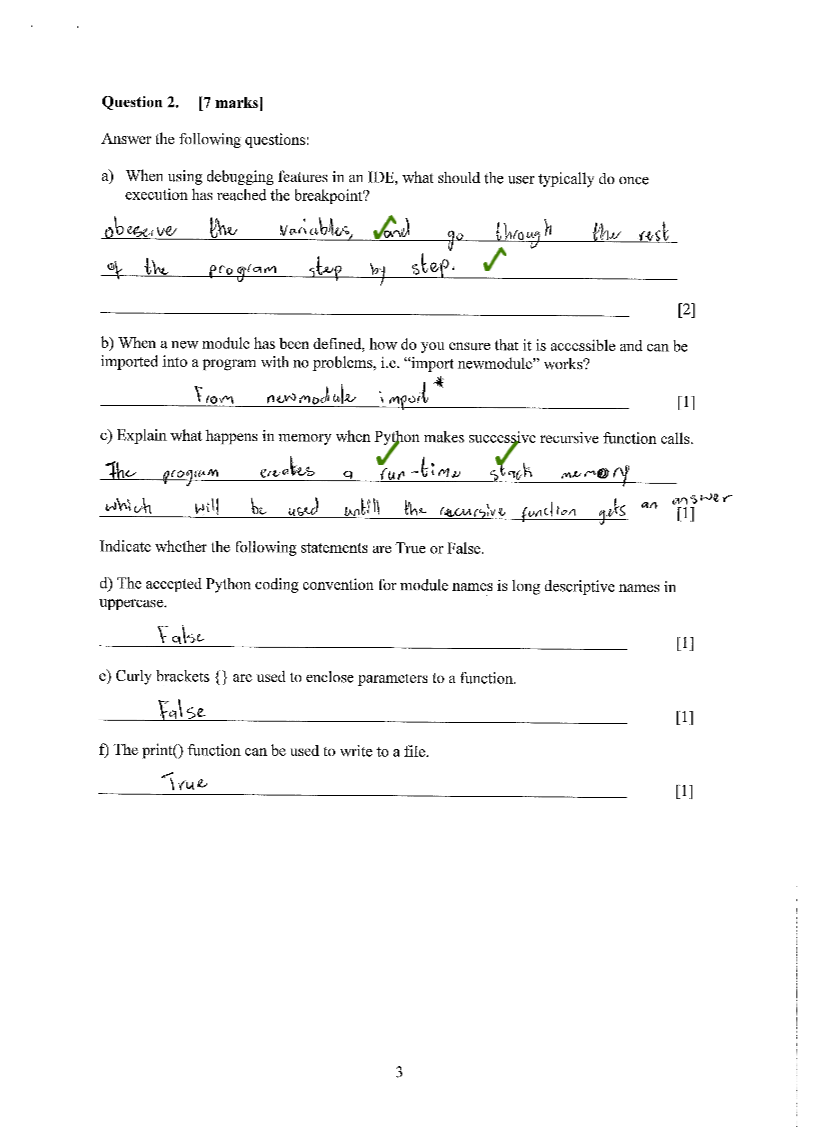 Question 2. [7 marks]
Answer the following questions:
a) When using debugging features in an IDE, what should the user typically do once
execution has reached the breakpoint?
obeserve the variables, and go through the rest
of the program step by step.
[2]
b) When a new module has been defined, how do you ensure that it is accessible and can be
imported into a program with no problems, i.e. "import newmodule" works?
From newmodule import * [1]
c) Explain what happens in memory when Python makes successive recursive function calls.
The program creates a run-time stack memory
which will be used untill the recursive function gets an answer
[1]
Indicate whether the following statements are True or False.
d) The accepted Python coding convention for module names is long descriptive names in
uppercase.
False [1]
e) Curly brackets {} are used to enclose parameters to a function.
False [1]
f) The print() function can be used to write to a file.
True [1]
3